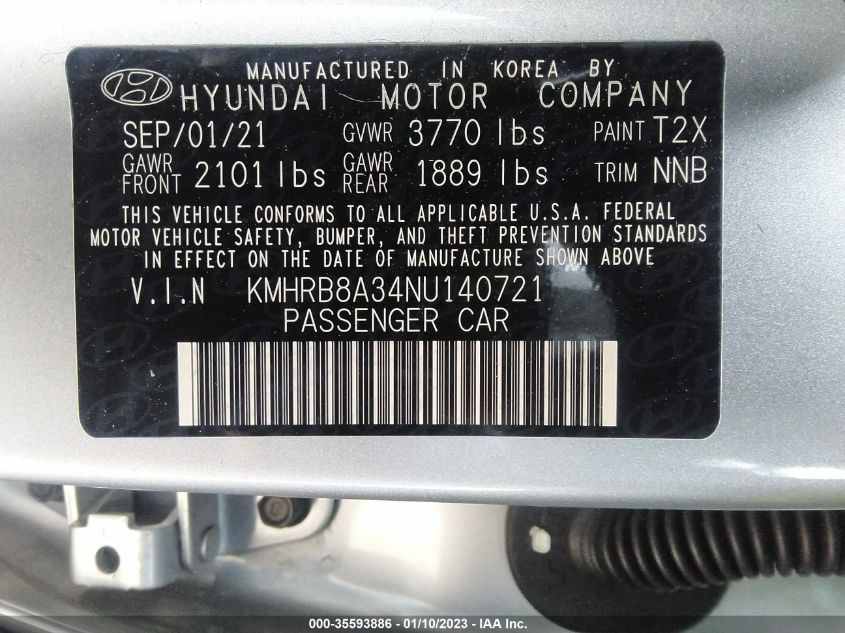 MANUFACTURED IN KOREA BY
HYUNDAI MOTOR COMPANY
SEP/01/21 GVWR 3770 lbs PAINT T2X
GAWR FRONT 2101 lbs GAWR REAR 1889 lbs TRIM NNB
THIS VEHICLE CONFORMS TO ALL APPLICABLE U.S.A. FEDERAL
MOTOR VEHICLE SAFETY, BUMPER, AND THEFT PREVENTION STANDARDS
IN EFFECT ON THE DATE OF MANUFACTURE SHOWN ABOVE
V.I.N KMHRB8A34NU140721
PASSENGER CAR
000-35593886 - 01/10/2023 - IAA Inc.